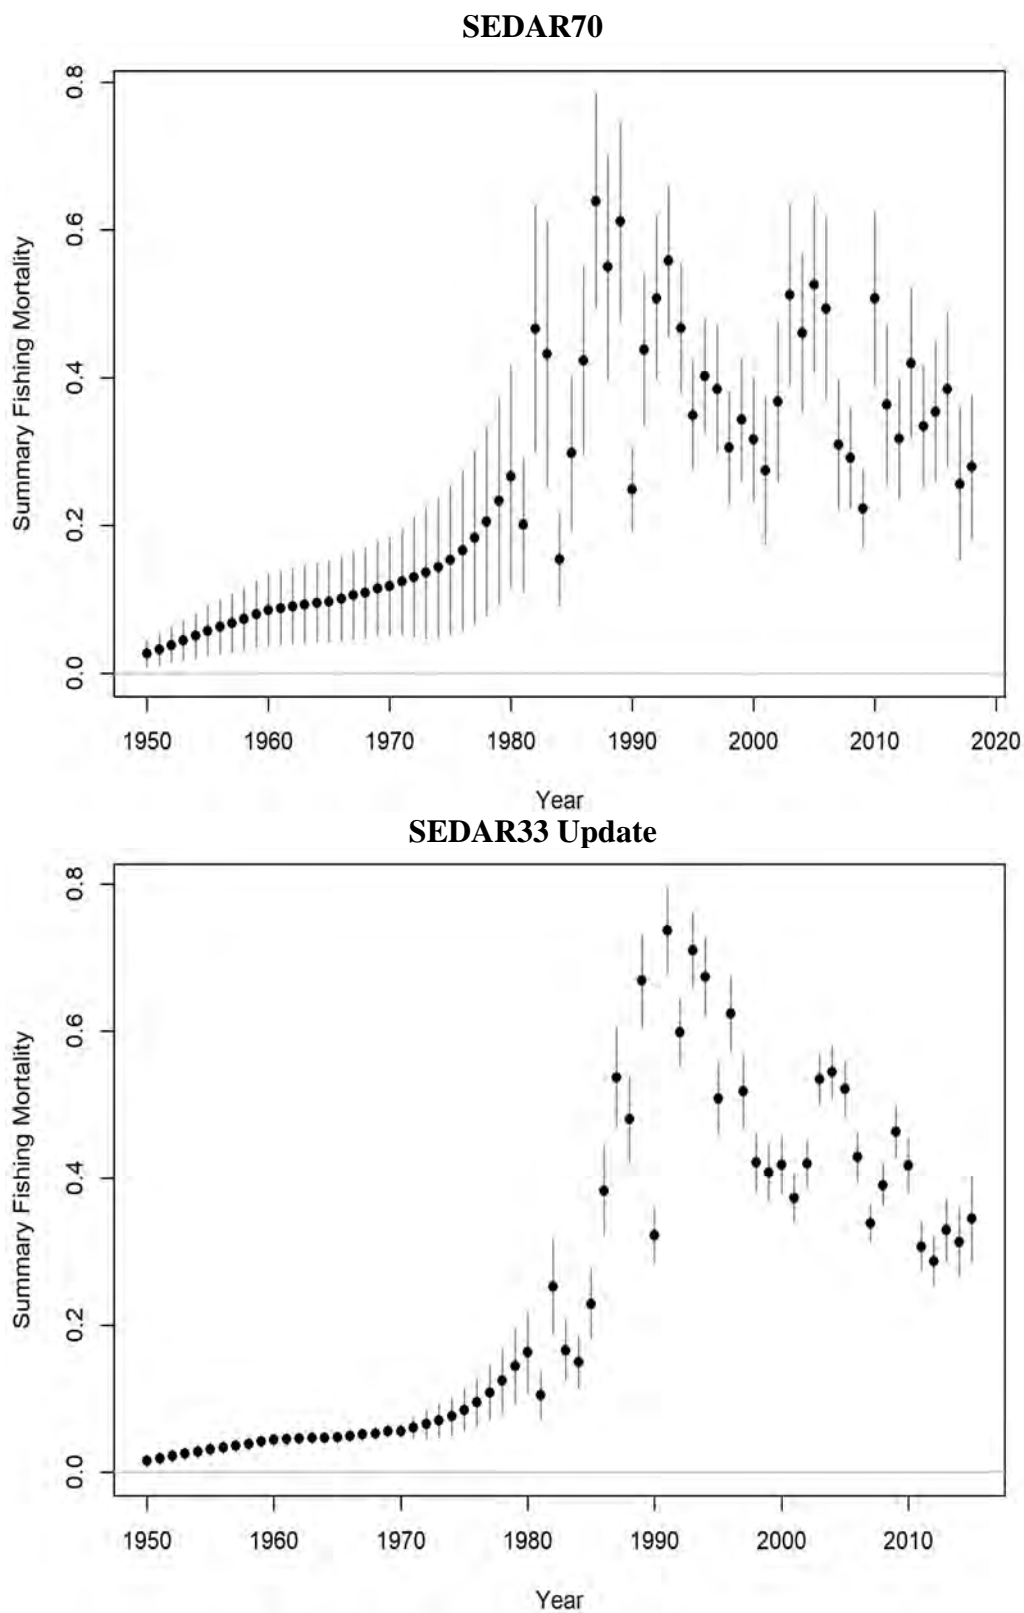 SEDAR70
Summary Fishing Mortality
0.8
0.6
0.4
0.2
0.0
1950 1960 1970 1980 1990 2000 2010 2020
Year
SEDAR33 Update
Summary Fishing Mortality
0.8
0.6
0.4
0.2
0.0
1950 1960 1970 1980 1990 2000 2010
Year